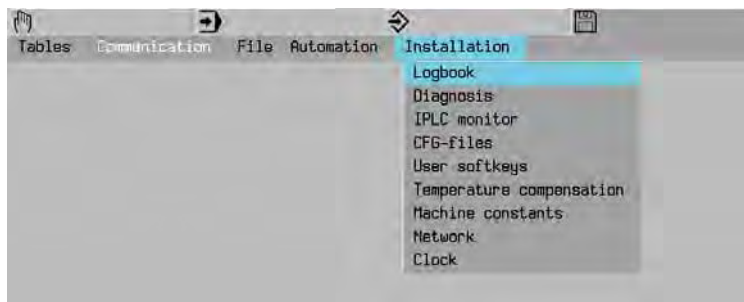 Tables Communication File Automation Installation
Logbook
Diagnosis
IPLC monitor
CFG-files
User softkeys
Temperature compensation
Machine constants
Network
Clock